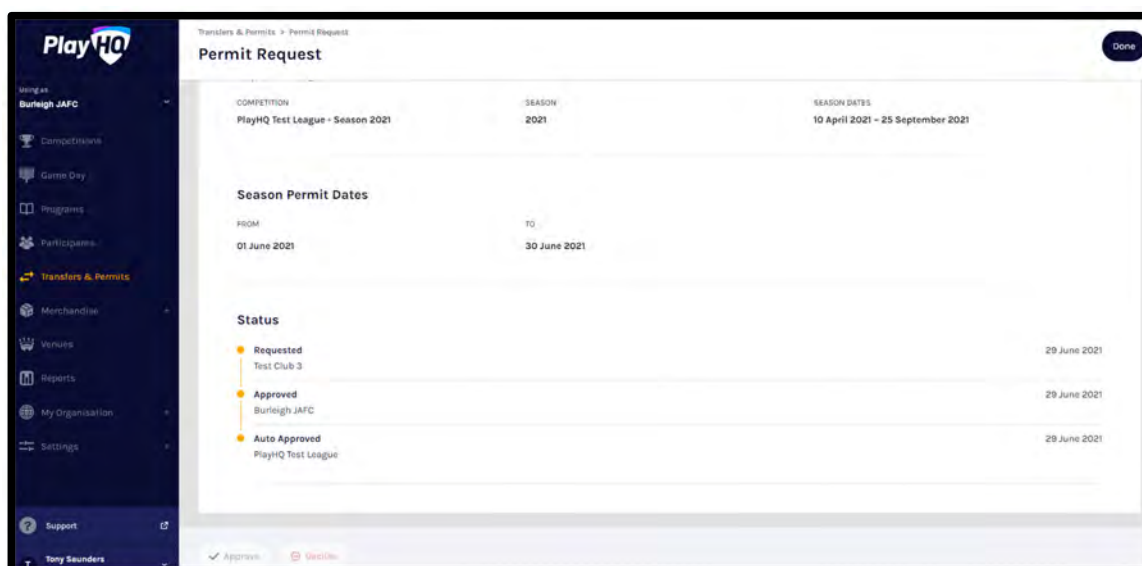 PlayHQ
Transfers & Permits > Permit Request
Permit Request
Done
Using as
Burleigh JAFC
COMPETITION SEASON SEASON DATES
PlayHQ Test League - Season 2021 2021 10 April 2021 – 25 September 2021
Competitions
Game Day
Programs
Participants
Transfers & Permits
Merchandise
Venues
Reports
My Organisation
Settings
Season Permit Dates
FROM TO
01 June 2021 30 June 2021
Status
Requested 29 June 2021
Test Club 3
Approved 29 June 2021
Burleigh JAFC
Auto Approved 29 June 2021
PlayHQ Test League
? Support
T Tony Saunders
Approve Decline